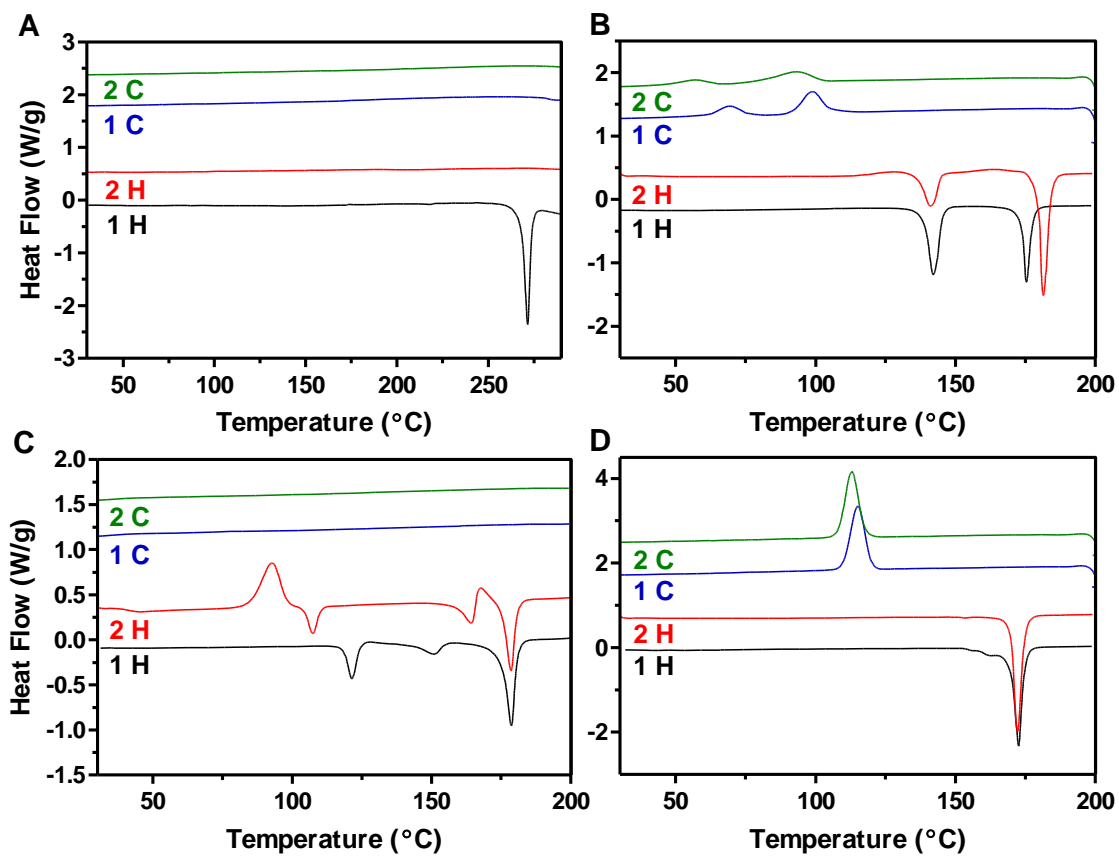 A
Heat Flow (W/g)
3
2
1
0
-1
-2
-3
2 C
1 C
2 H
1 H
50 100 150 200 250
Temperature (°C)
B
2
1
0
-1
-2
2 C
1 C
2 H
1 H
50 100 150 200
Temperature (°C)
C
Heat Flow (W/g)
2.0
1.5
1.0
0.5
0.0
-0.5
-1.0
-1.5
2 C
1 C
2 H
1 H
50 100 150 200
Temperature (°C)
D
4
2
0
-2
2 C
1 C
2 H
1 H
50 100 150 200
Temperature (°C)